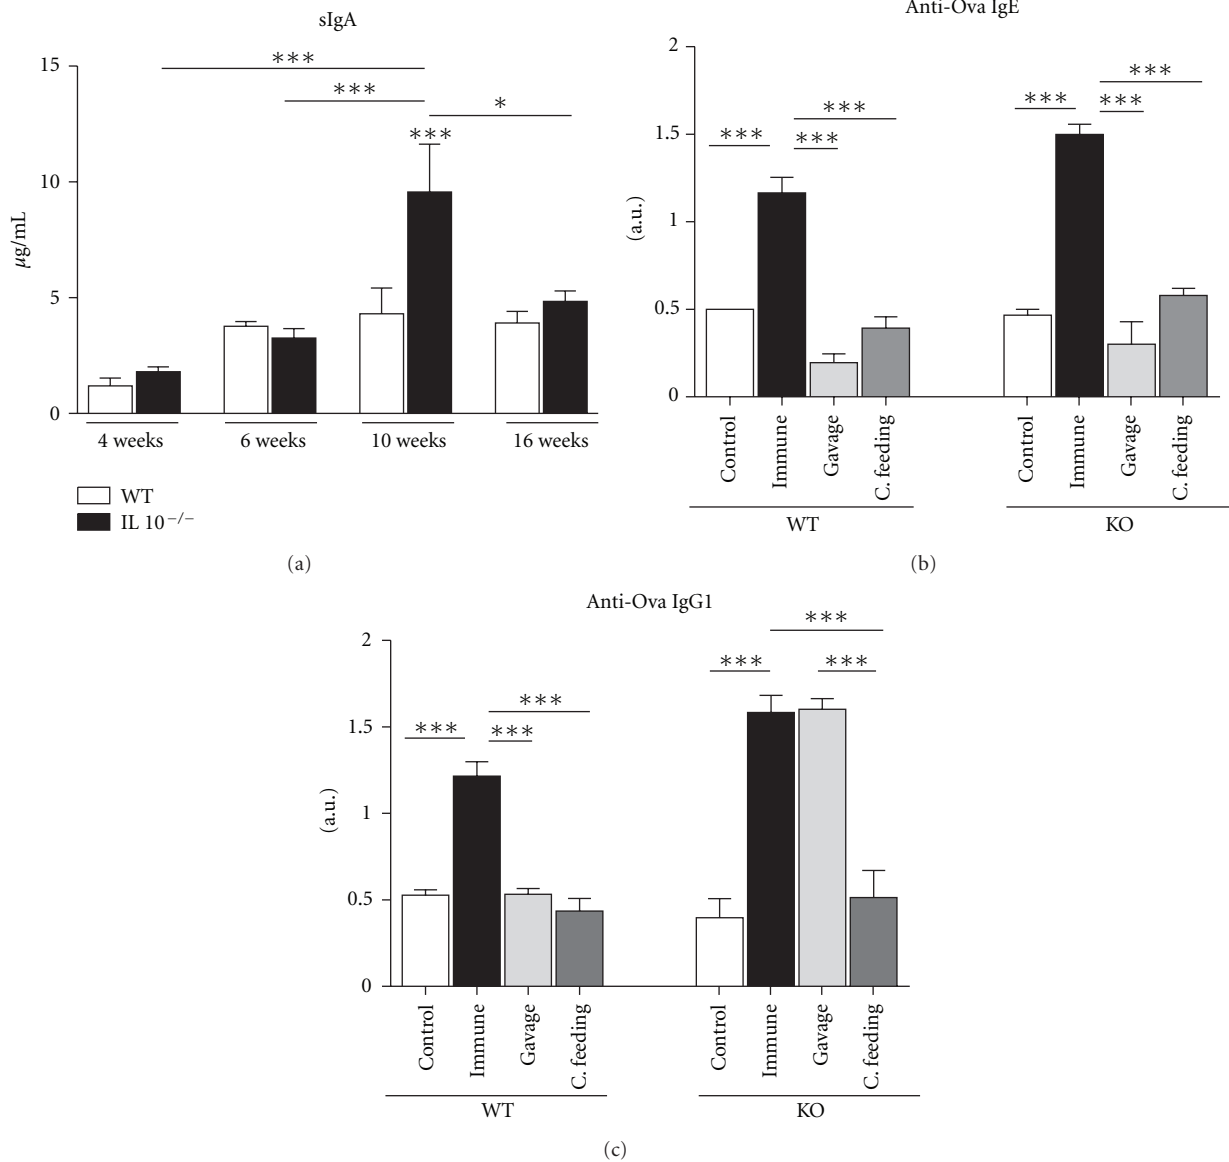 sIgA
***
15
***
*
***
10
µg/mL
5
0
4 weeks
6 weeks
10 weeks
16 weeks
WT
IL 10−/−
(a)
Anti-Ova IgE
2
***
***
***
***
1.5
***
***
1
(a.u.)
0.5
0
Control
Immune
Gavage
C. feeding
Control
Immune
Gavage
C. feeding
WT
KO
(b)
Anti-Ova IgG1
***
2
***
***
***
***
***
1.5
1
(a.u.)
0.5
0
Control
Immune
Gavage
C. feeding
Control
Immune
Gavage
C. feeding
WT
KO
(c)